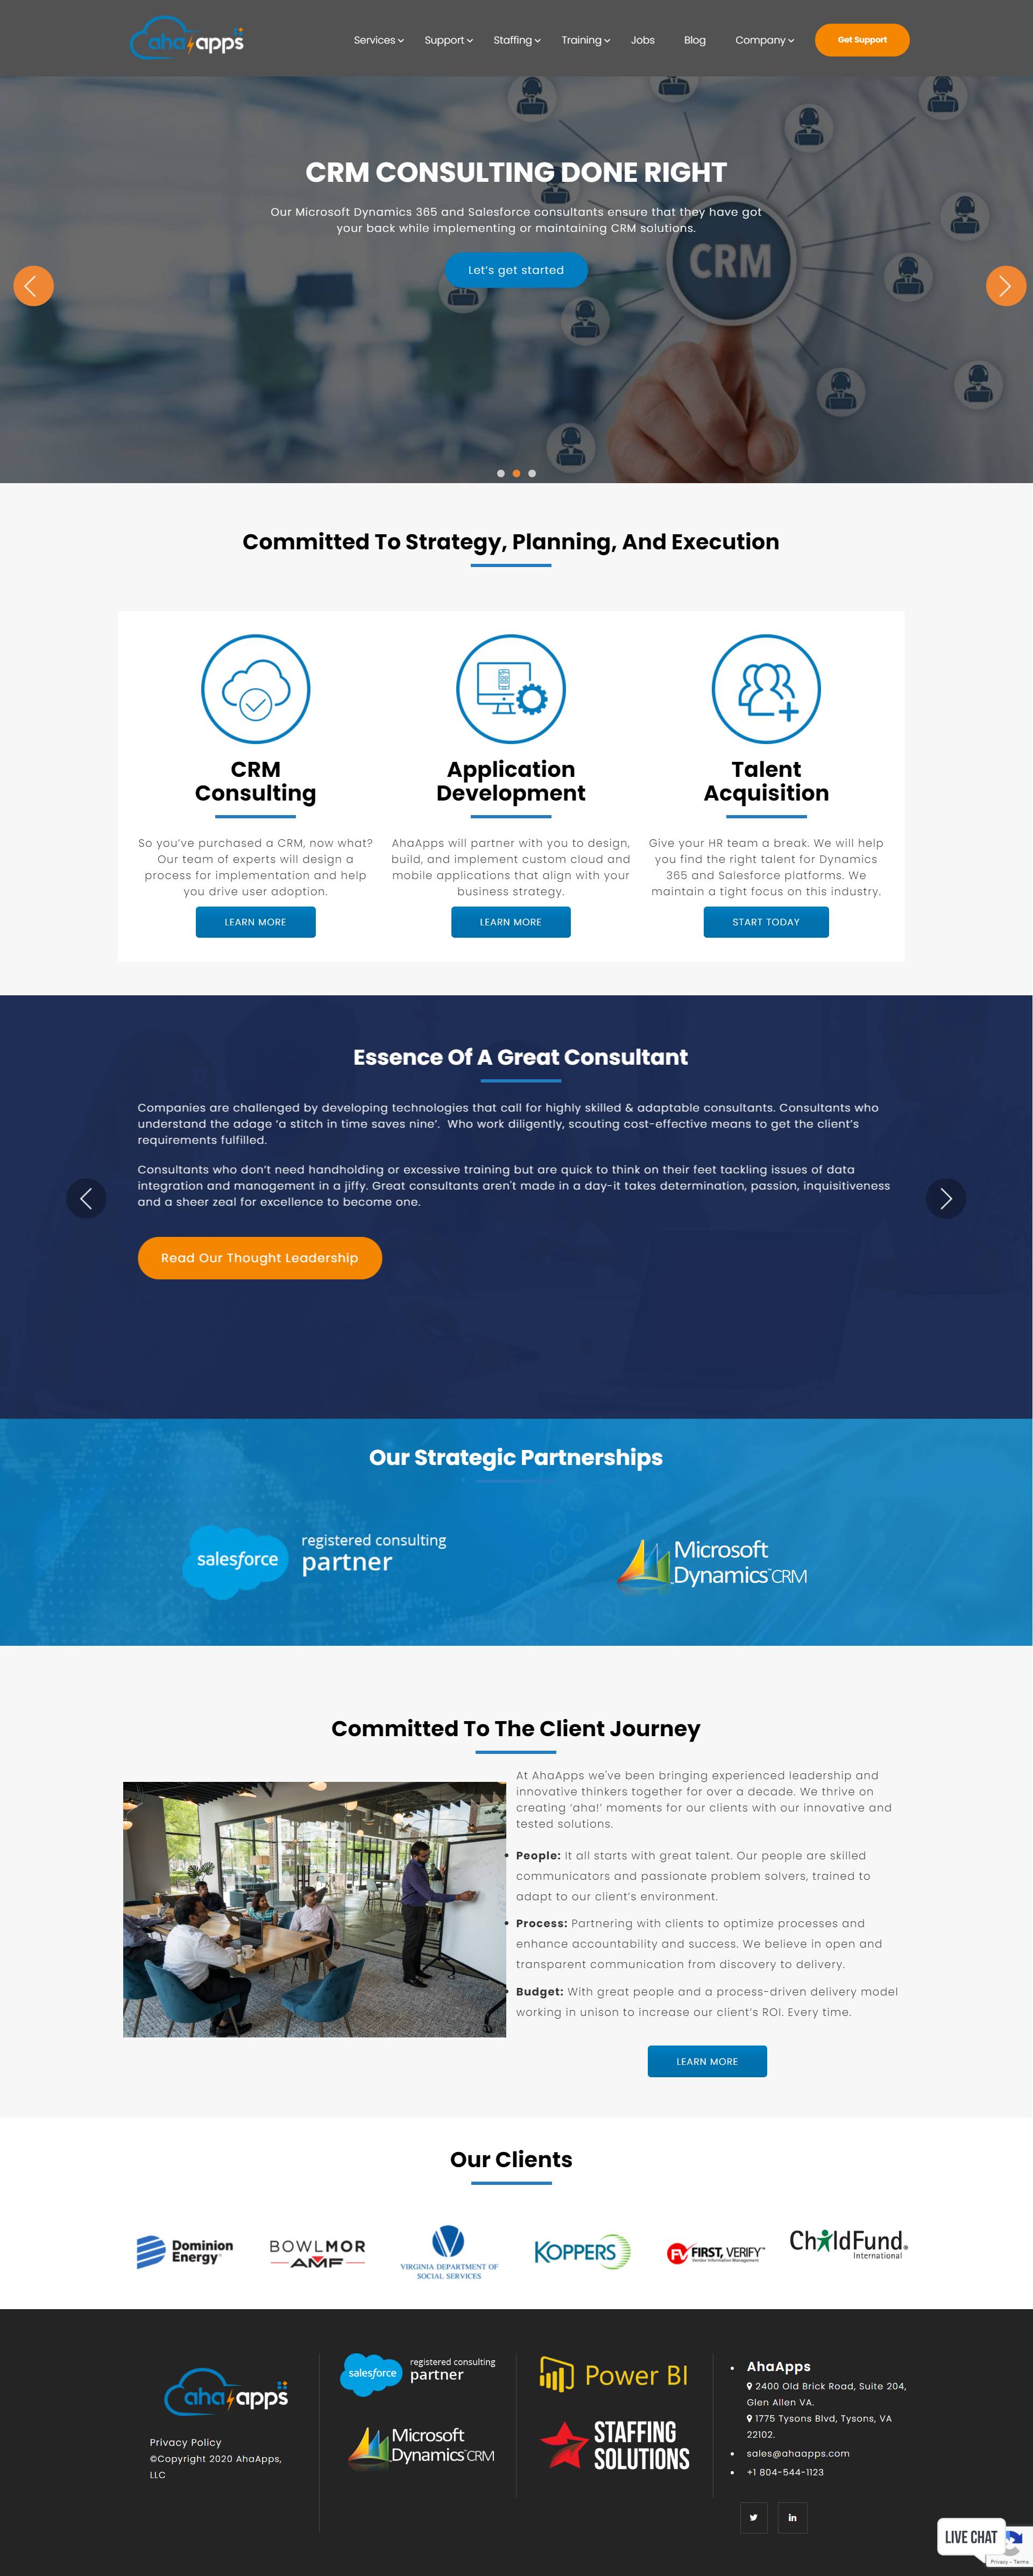 aha apps
Services Support Staffing Training Jobs Blog Company Get Support
CRM CONSULTING DONE RIGHT
Our Microsoft Dynamics 365 and Salesforce consultants ensure that they have got
your back while implementing or maintaining CRM solutions.
Let's get started
CRM
Committed To Strategy, Planning, And Execution
CRM
Consulting
So you've purchased a CRM, now what?
Our team of experts will design a
process for implementation and help
you drive user adoption.
LEARN MORE
Application
Development
AhaApps will partner with you to design,
build, and implement custom cloud and
mobile applications that align with your
business strategy.
LEARN MORE
Talent
Acquisition
Give your HR team a break. We will help
you find the right talent for Dynamics
365 and Salesforce platforms. We
maintain a tight focus on this industry.
START TODAY
Essence Of A Great Consultant
Companies are challenged by developing technologies that call for highly skilled & adaptable consultants. Consultants who
understand the adage ‘a stitch in time saves nine’. Who work diligently, scouting cost-effective means to get the client’s
requirements fulfilled.
Consultants who don’t need handholding or excessive training but are quick to think on their feet tackling issues of data
integration and management in a jiffy. Great consultants aren't made in a day-it takes determination, passion, inquisitiveness
and a sheer zeal for excellence to become one.
Read Our Thought Leadership
Our Strategic Partnerships
salesforce
registered consulting
partner
Microsoft
Dynamics CRM
Committed To The Client Journey
At AhaApps we've been bringing experienced leadership and
innovative thinkers together for over a decade. We thrive on
creating ‘aha!’ moments for our clients with our innovative and
tested solutions.
• People: It all starts with great talent. Our people are skilled
communicators and passionate problem solvers, trained to
adapt to our client’s environment.
• Process: Partnering with clients to optimize processes and
enhance accountability and success. We believe in open and
transparent communication from discovery to delivery.
• Budget: With great people and a process-driven delivery model
working in unison to increase our client’s ROI. Every time.
LEARN MORE
Our Clients
Dominion
Energy®
BOWLMOR
AMF
VIRGINIA DEPARTMENT OF
SOCIAL SERVICES
KOPPERS
FV FIRST, VERIFY™
Vendor Information Management
ChildFund®
International
aha apps
Privacy Policy
©Copyright 2020 AhaApps,
LLC
salesforce
registered consulting
partner
Microsoft
Dynamics CRM
Power BI
STAFFING
SOLUTIONS
• AhaApps
2400 Old Brick Road, Suite 204,
Glen Allen VA.
1775 Tysons Blvd, Tysons, VA
22102.
• sales@ahaapps.com
• +1 804-544-1123
in
LIVE CHAT
Privacy - Terms